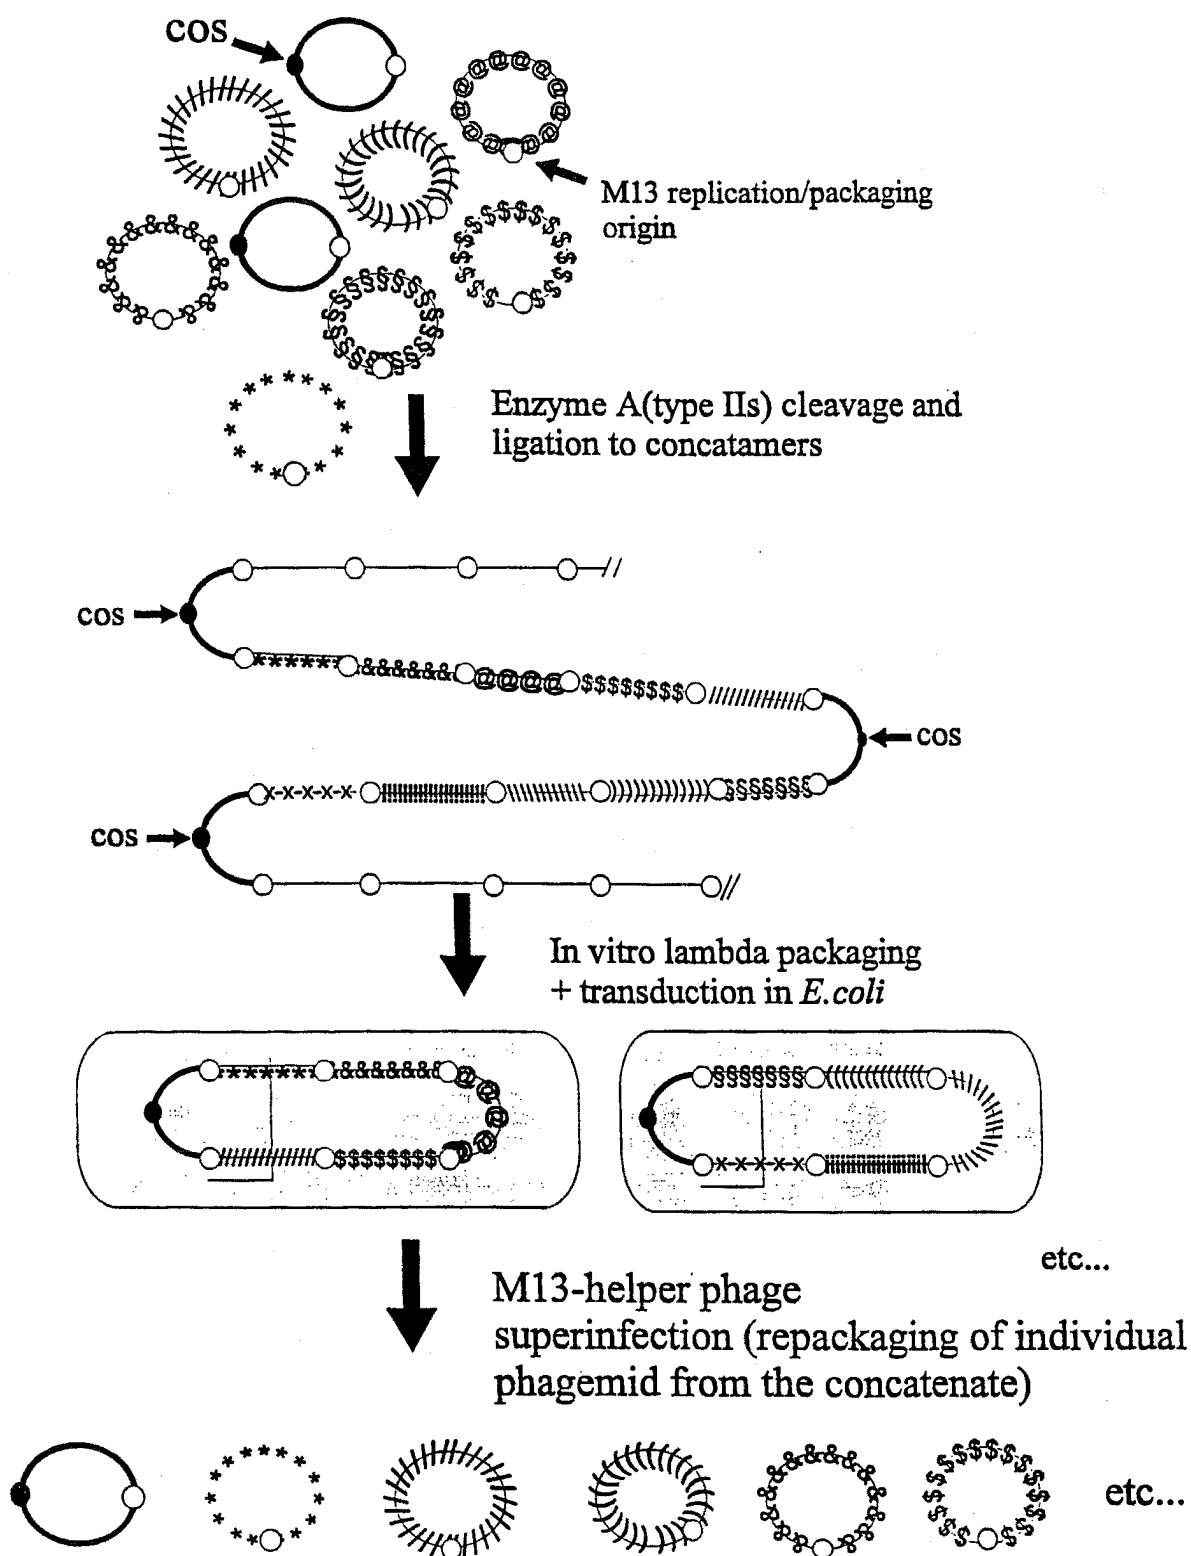 COS
M13 replication/packaging
origin
Enzyme A(type IIs) cleavage and
ligation to concatamers
COS
COS
COS
In vitro lambda packaging
+ transduction in E.coli
etc...
M13-helper phage
superinfection (repackaging of individual
phagemid from the concatenate)
etc...